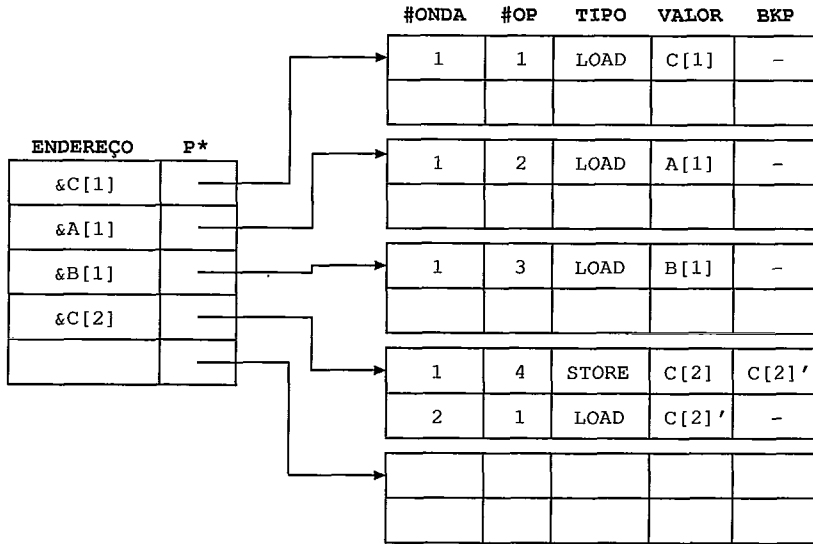 #ONDA #OP TIPO VALOR BKP
1 1 LOAD C[1] -
ENDEREÇO P*
&C[1]
1 2 LOAD A[1] -
&A[1]
&B[1]
1 3 LOAD B[1] -
&C[2]
1 4 STORE C[2] C[2]'
2 1 LOAD C[2]' -